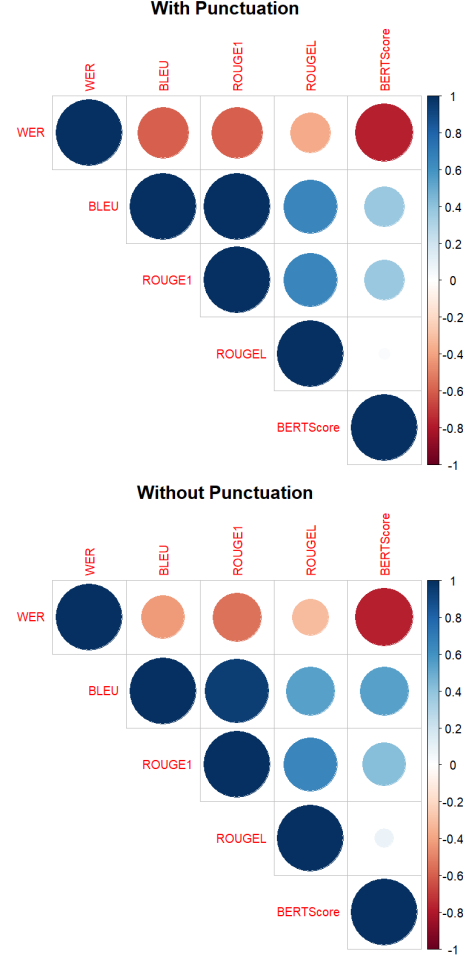 With Punctuation
WER
BLEU
ROUGE1
ROUGEL
BERTScore
WER
BLEU
ROUGE1
ROUGEL
BERTScore
1
0.8
0.6
0.4
0.2
0
-0.2
-0.4
-0.6
-0.8
-1
Without Punctuation
WER
BLEU
ROUGE1
ROUGEL
BERTScore
WER
BLEU
ROUGE1
ROUGEL
BERTScore
1
0.8
0.6
0.4
0.2
0
-0.2
-0.4
-0.6
-0.8
-1